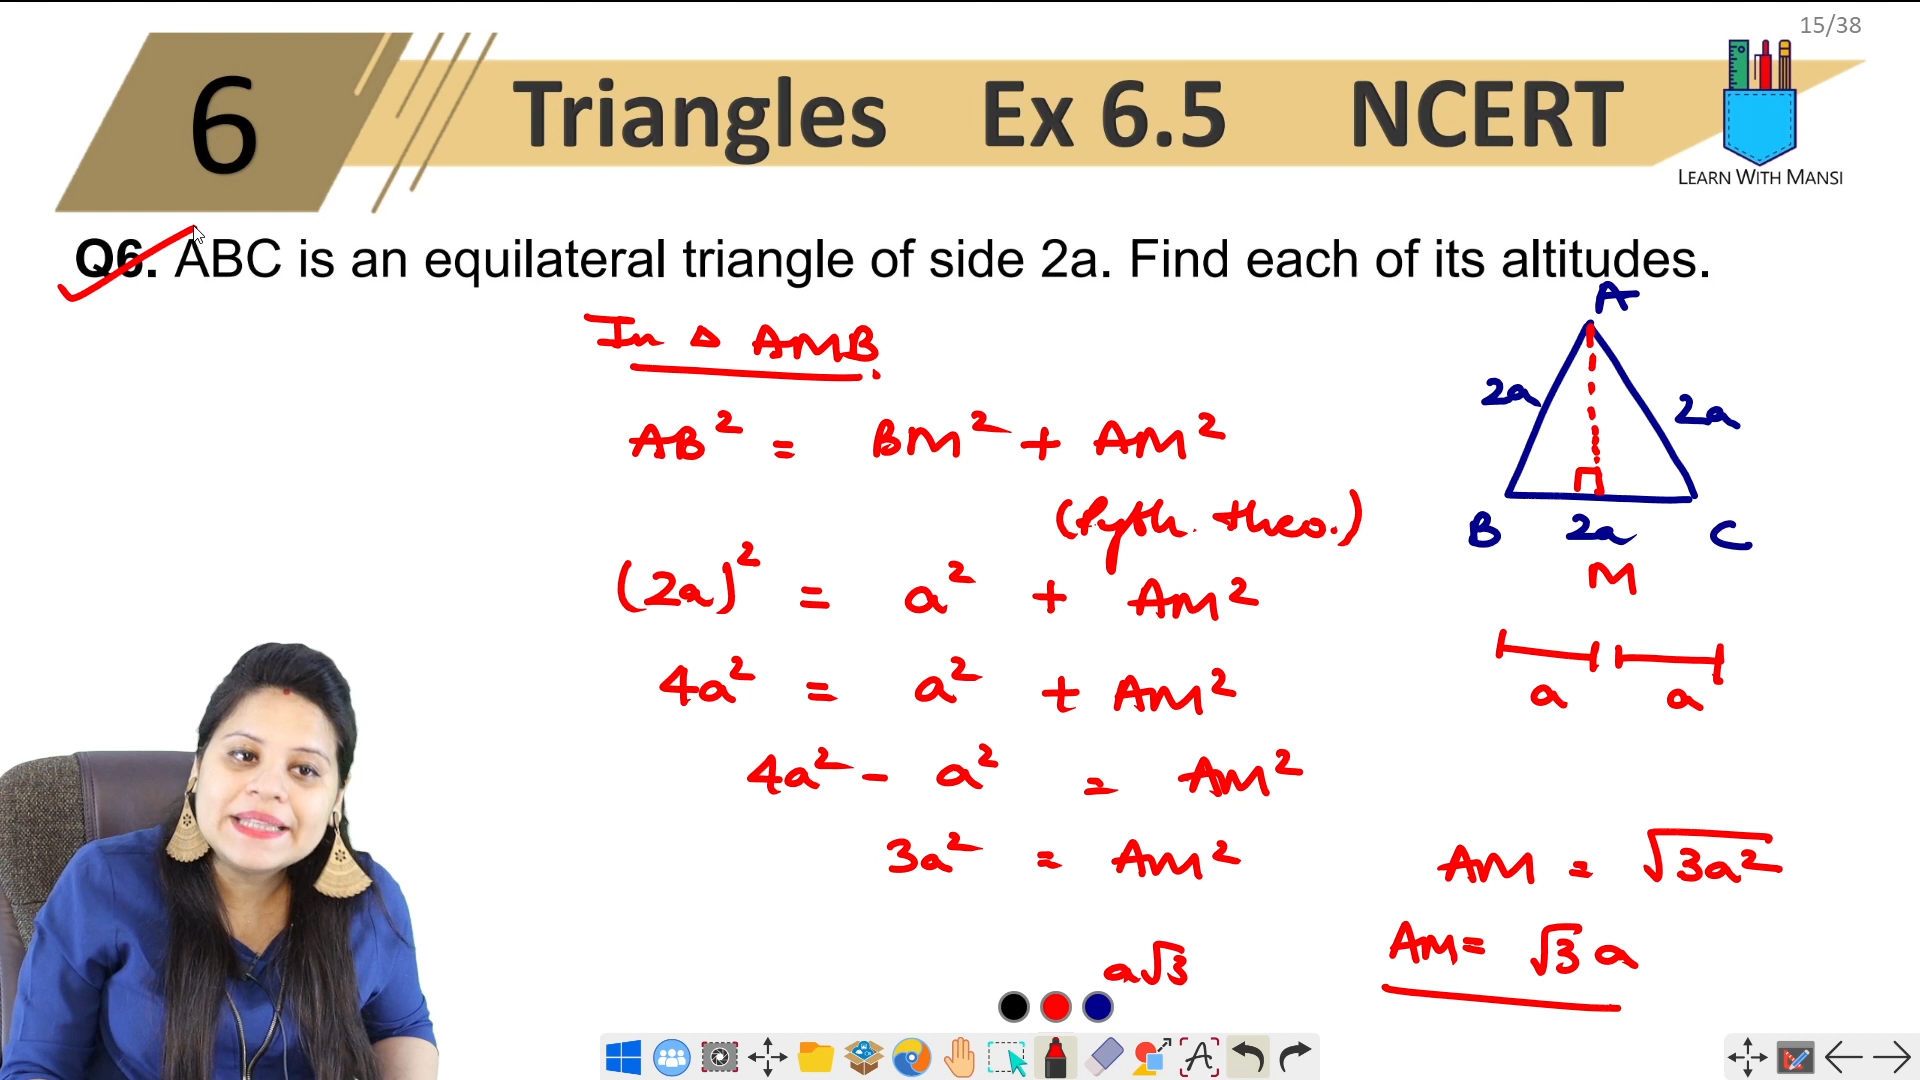 15/38
6
Triangles Ex 6.5 NCERT
LEARN WITH MANSI
Q6. ABC is an equilateral triangle of side 2a. Find each of its altitudes.
In Δ AMB
AB² = BM² + AM²
(Pyth. theo.)
(2a)² = a² + AM²
4a² = a² + AM²
4a² - a² = AM²
3a² = AM²
a√3
AM = √3a²
AM = √3 a
A
2a
2a
B 2a C
M
a a